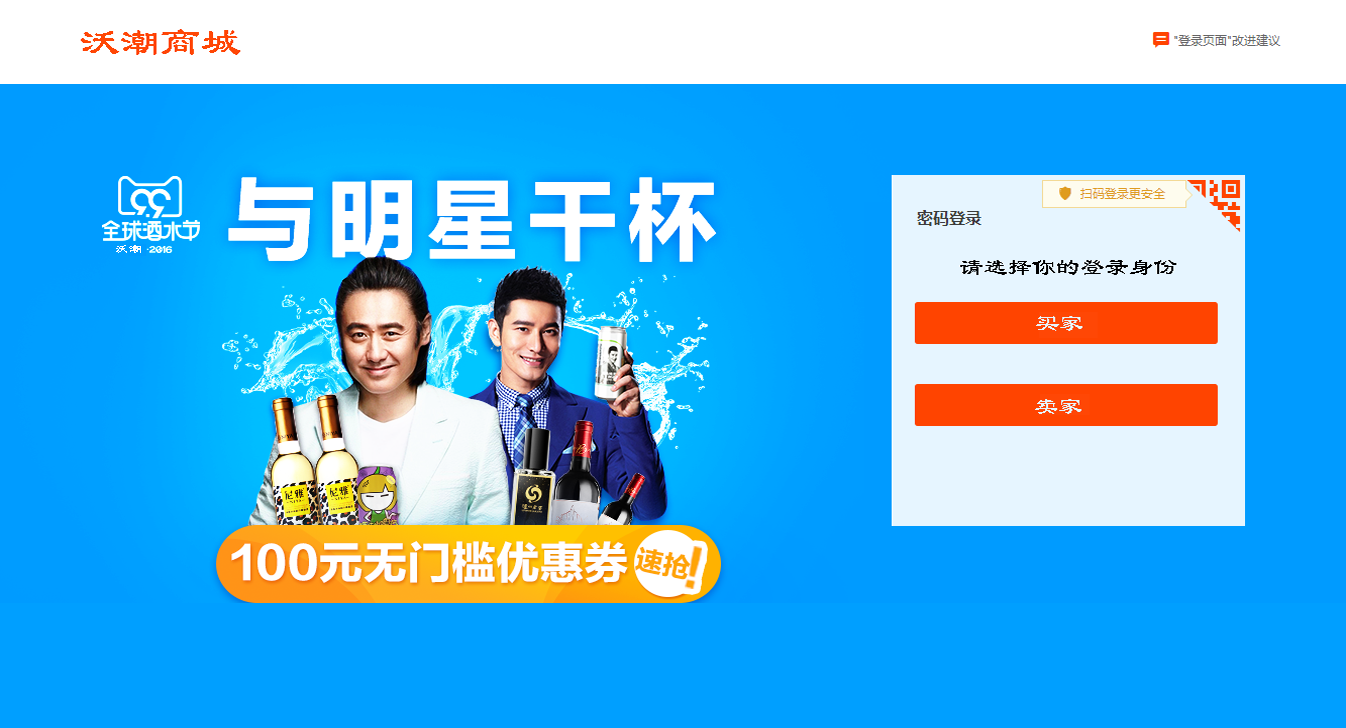 沃潮商城
"登录页面"改进建议
与明星干杯
99
全球酒水节
沃潮·2016
扫码登录更安全
密码登录
请选择你的登录身份
买家
卖家
尼雅
尼雅
100元无门槛优惠券
速抢!